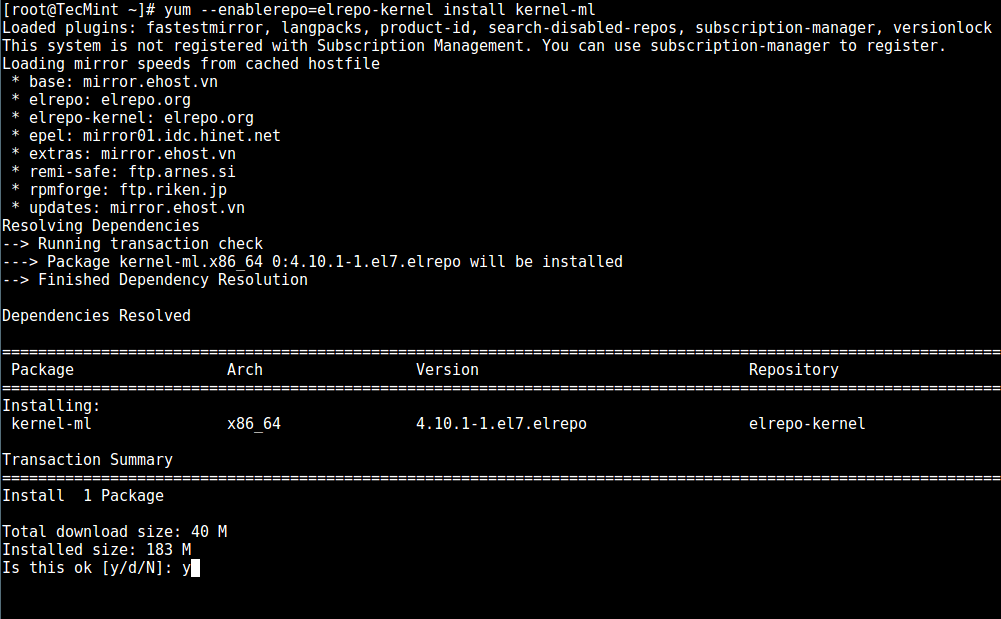 [root@TecMint ~]# yum --enablerepo=elrepo-kernel install kernel-ml
Loaded plugins: fastestmirror, langpacks, product-id, search-disabled-repos, subscription-manager, versionlock
This system is not registered with Subscription Management. You can use subscription-manager to register.
Loading mirror speeds from cached hostfile
 * base: mirror.ehost.vn
 * elrepo: elrepo.org
 * elrepo-kernel: elrepo.org
 * epel: mirror01.idc.hinet.net
 * extras: mirror.ehost.vn
 * remi-safe: ftp.arnes.si
 * rpmforge: ftp.riken.jp
 * updates: mirror.ehost.vn
Resolving Dependencies
--> Running transaction check
---> Package kernel-ml.x86_64 0:4.10.1-1.el7.elrepo will be installed
--> Finished Dependency Resolution

Dependencies Resolved

===============================================================================================================
 Package                 Arch                 Version                              Repository
===============================================================================================================
Installing:
 kernel-ml               x86_64               4.10.1-1.el7.elrepo                  elrepo-kernel

Transaction Summary
===============================================================================================================
Install  1 Package

Total download size: 40 M
Installed size: 183 M
Is this ok [y/d/N]: y